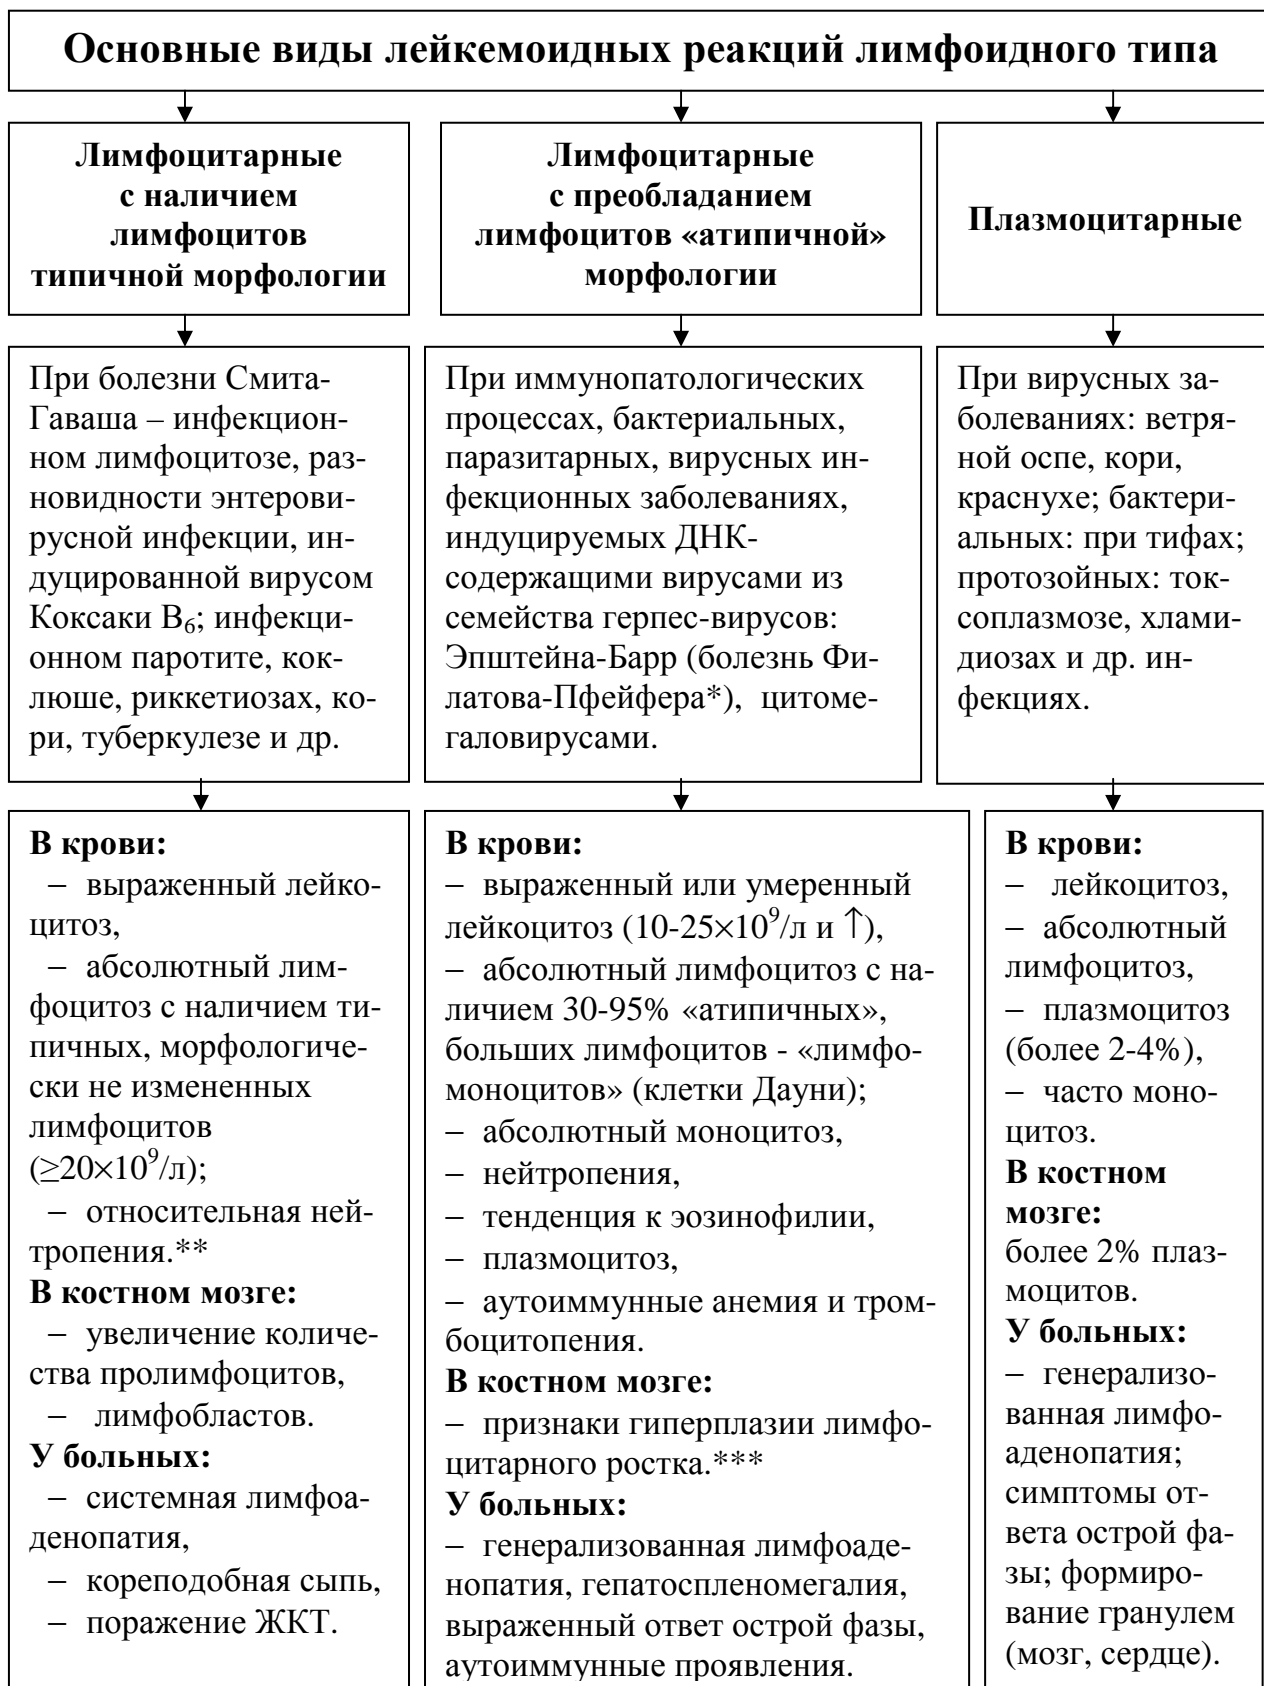 Основные виды лейкемоидных реакций лимфоидного типа
Лимфоцитарные
с наличием
лимфоцитов
типичной морфологии
Лимфоцитарные
с преобладанием
лимфоцитов «атипичной»
морфологии
Плазмоцитарные
При болезни Смита-
Гаваша – инфекцион-
ном лимфоцитозе, раз-
новидности энтерови-
русной инфекции, ин-
дуцированной вирусом
Коксаки В₆; инфекци-
онном паротите, кок-
люше, риккетиозах, ко-
ри, туберкулезе и др.
При иммунопатологических
процессах, бактериальных,
паразитарных, вирусных ин-
фекционных заболеваниях,
индуцируемых ДНК-
содержащими вирусами из
семейства герпес-вирусов:
Эпштейна-Барр (болезнь Фи-
латова-Пфейфера*), цитоме-
галовирусами.
При вирусных за-
болеваниях: ветря-
ной оспе, кори,
краснухе; бактери-
альных: при тифах;
протозойных: ток-
соплазмозе, хлами-
диозах и др. ин-
фекциях.
В крови:
– выраженный лейко-
цитоз,
– абсолютный лим-
фоцитоз с наличием ти-
пичных, морфологиче-
ски не измененных
лимфоцитов
(≥20×10⁹/л);
– относительная ней-
тропения.**
В костном мозге:
– увеличение количе-
ства пролимфоцитов,
– лимфобластов.
У больных:
– системная лимфоа-
денопатия,
– кореподобная сыпь,
– поражение ЖКТ.
В крови:
– выраженный или умеренный
лейкоцитоз (10-25×10⁹/л и ↑),
– абсолютный лимфоцитоз с на-
личием 30-95% «атипичных»,
больших лимфоцитов - «лимфо-
моноцитов» (клетки Дауни);
– абсолютный моноцитоз,
– нейтропения,
– тенденция к эозинофилии,
– плазмоцитоз,
– аутоиммунные анемия и тром-
боцитопения.
В костном мозге:
– признаки гиперплазии лимфо-
цитарного ростка.***
У больных:
– генерализованная лимфоаде-
нопатия, гепатоспленомегалия,
выраженный ответ острой фазы,
аутоиммунные проявления.
В крови:
– лейкоцитоз,
– абсолютный
лимфоцитоз,
– плазмоцитоз
(более 2-4%),
– часто моно-
цитоз.
В костном
мозге:
более 2% плаз-
моцитов.
У больных:
– генерализо-
ванная лимфо-
аденопатия;
симптомы от-
вета острой фа-
зы; формиро-
вание гранулем
(мозг, сердце).